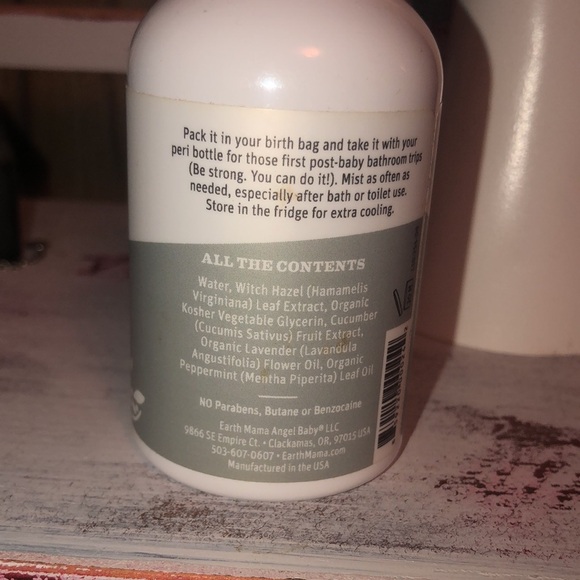 Pack it in your birth bag and take it with your
peri bottle for those first post-baby bathroom trips
(Be strong. You can do it!). Mist as often as
needed, especially after bath or toilet use.
Store in the fridge for extra cooling.
ALL THE CONTENTS
Water, Witch Hazel (Hamamelis
Virginiana) Leaf Extract, Organic
Kosher Vegetable Glycerin, Cucumber
(Cucumis Sativus) Fruit Extract,
Organic Lavender (Lavandula
Angustifolia) Flower Oil, Organic
Peppermint (Mentha Piperita) Leaf Oil
NO Parabens, Butane or Benzocaine
Earth Mama Angel Baby® LLC
9866 SE Empire Ct. • Clackamas, OR, 97015 USA
503-607-0607 • EarthMama.com
Manufactured in the USA